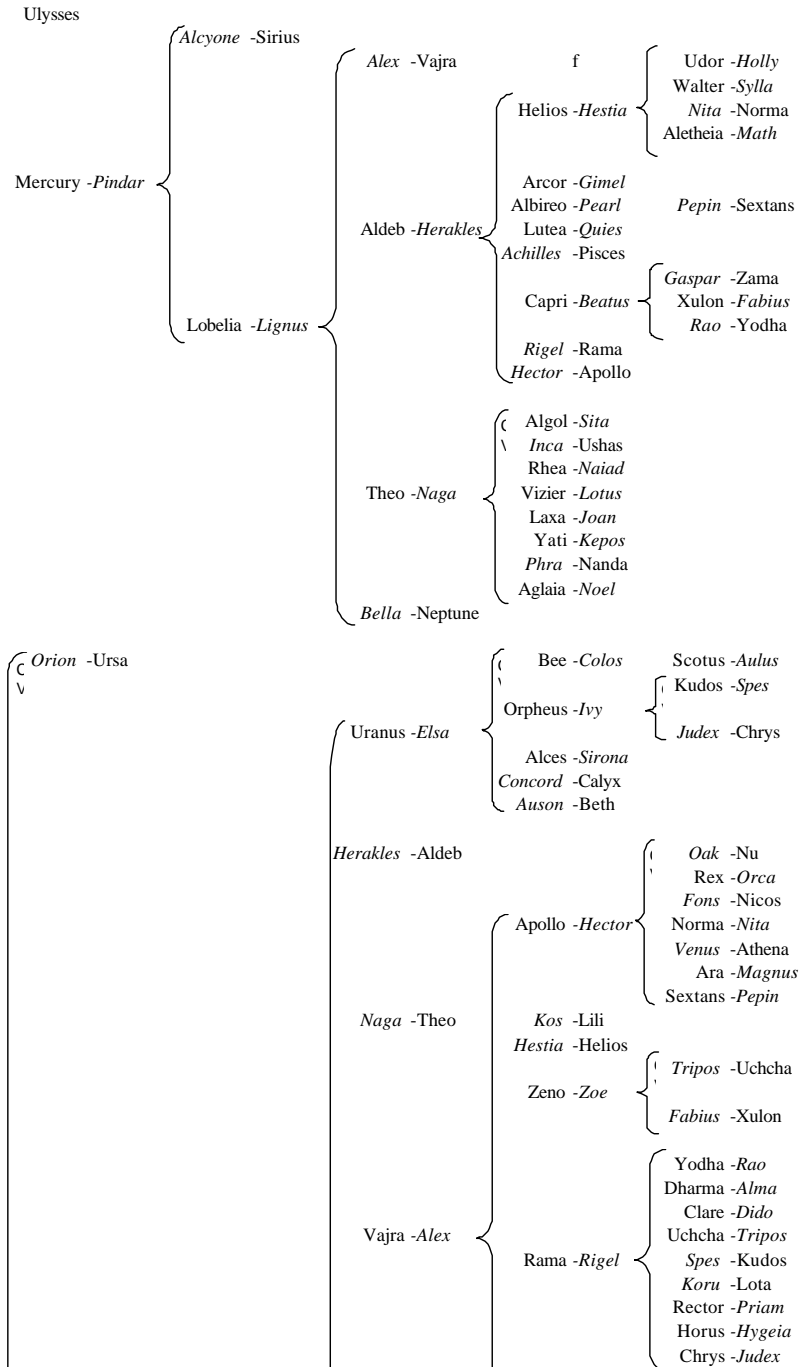 Ulysses
Alcyone -Sirius
Alex -Vajra f Udor -Holly
Walter -Sylla
Helios -Hestia
Nita -Norma
Aletheia -Math
Mercury -Pindar
Arcor -Gimel
Albireo -Pearl Pepin -Sextans
Aldeb -Herakles Lutea -Quies
Achilles -Pisces
Gaspar -Zama
Capri -Beatus Xulon -Fabius
Lobelia -Lignus Rao -Yodha
Rigel -Rama
Hector -Apollo
Algol -Sita
Inca -Ushas
Rhea -Naiad
Theo -Naga Vizier -Lotus
Laxa -Joan
Yati -Kepos
Phra -Nanda
Aglaia -Noel
Bella -Neptune
Orion -Ursa Bee -Colos Scotus -Aulus
Kudos -Spes
Orpheus -Ivy
Uranus -Elsa Judex -Chrys
Alces -Sirona
Concord -Calyx
Auson -Beth
Herakles -Aldeb Oak -Nu
Rex -Orca
Fons -Nicos
Apollo -Hector Norma -Nita
Venus -Athena
Ara -Magnus
Sextans -Pepin
Naga -Theo Kos -Lili
Hestia -Helios
Tripos -Uchcha
Zeno -Zoe
Fabius -Xulon
Yodha -Rao
Dharma -Alma
Clare -Dido
Vajra -Alex Uchcha -Tripos
Rama -Rigel Spes -Kudos
Koru -Lota
Rector -Priam
Horus -Hygeia
Chrys -Judex